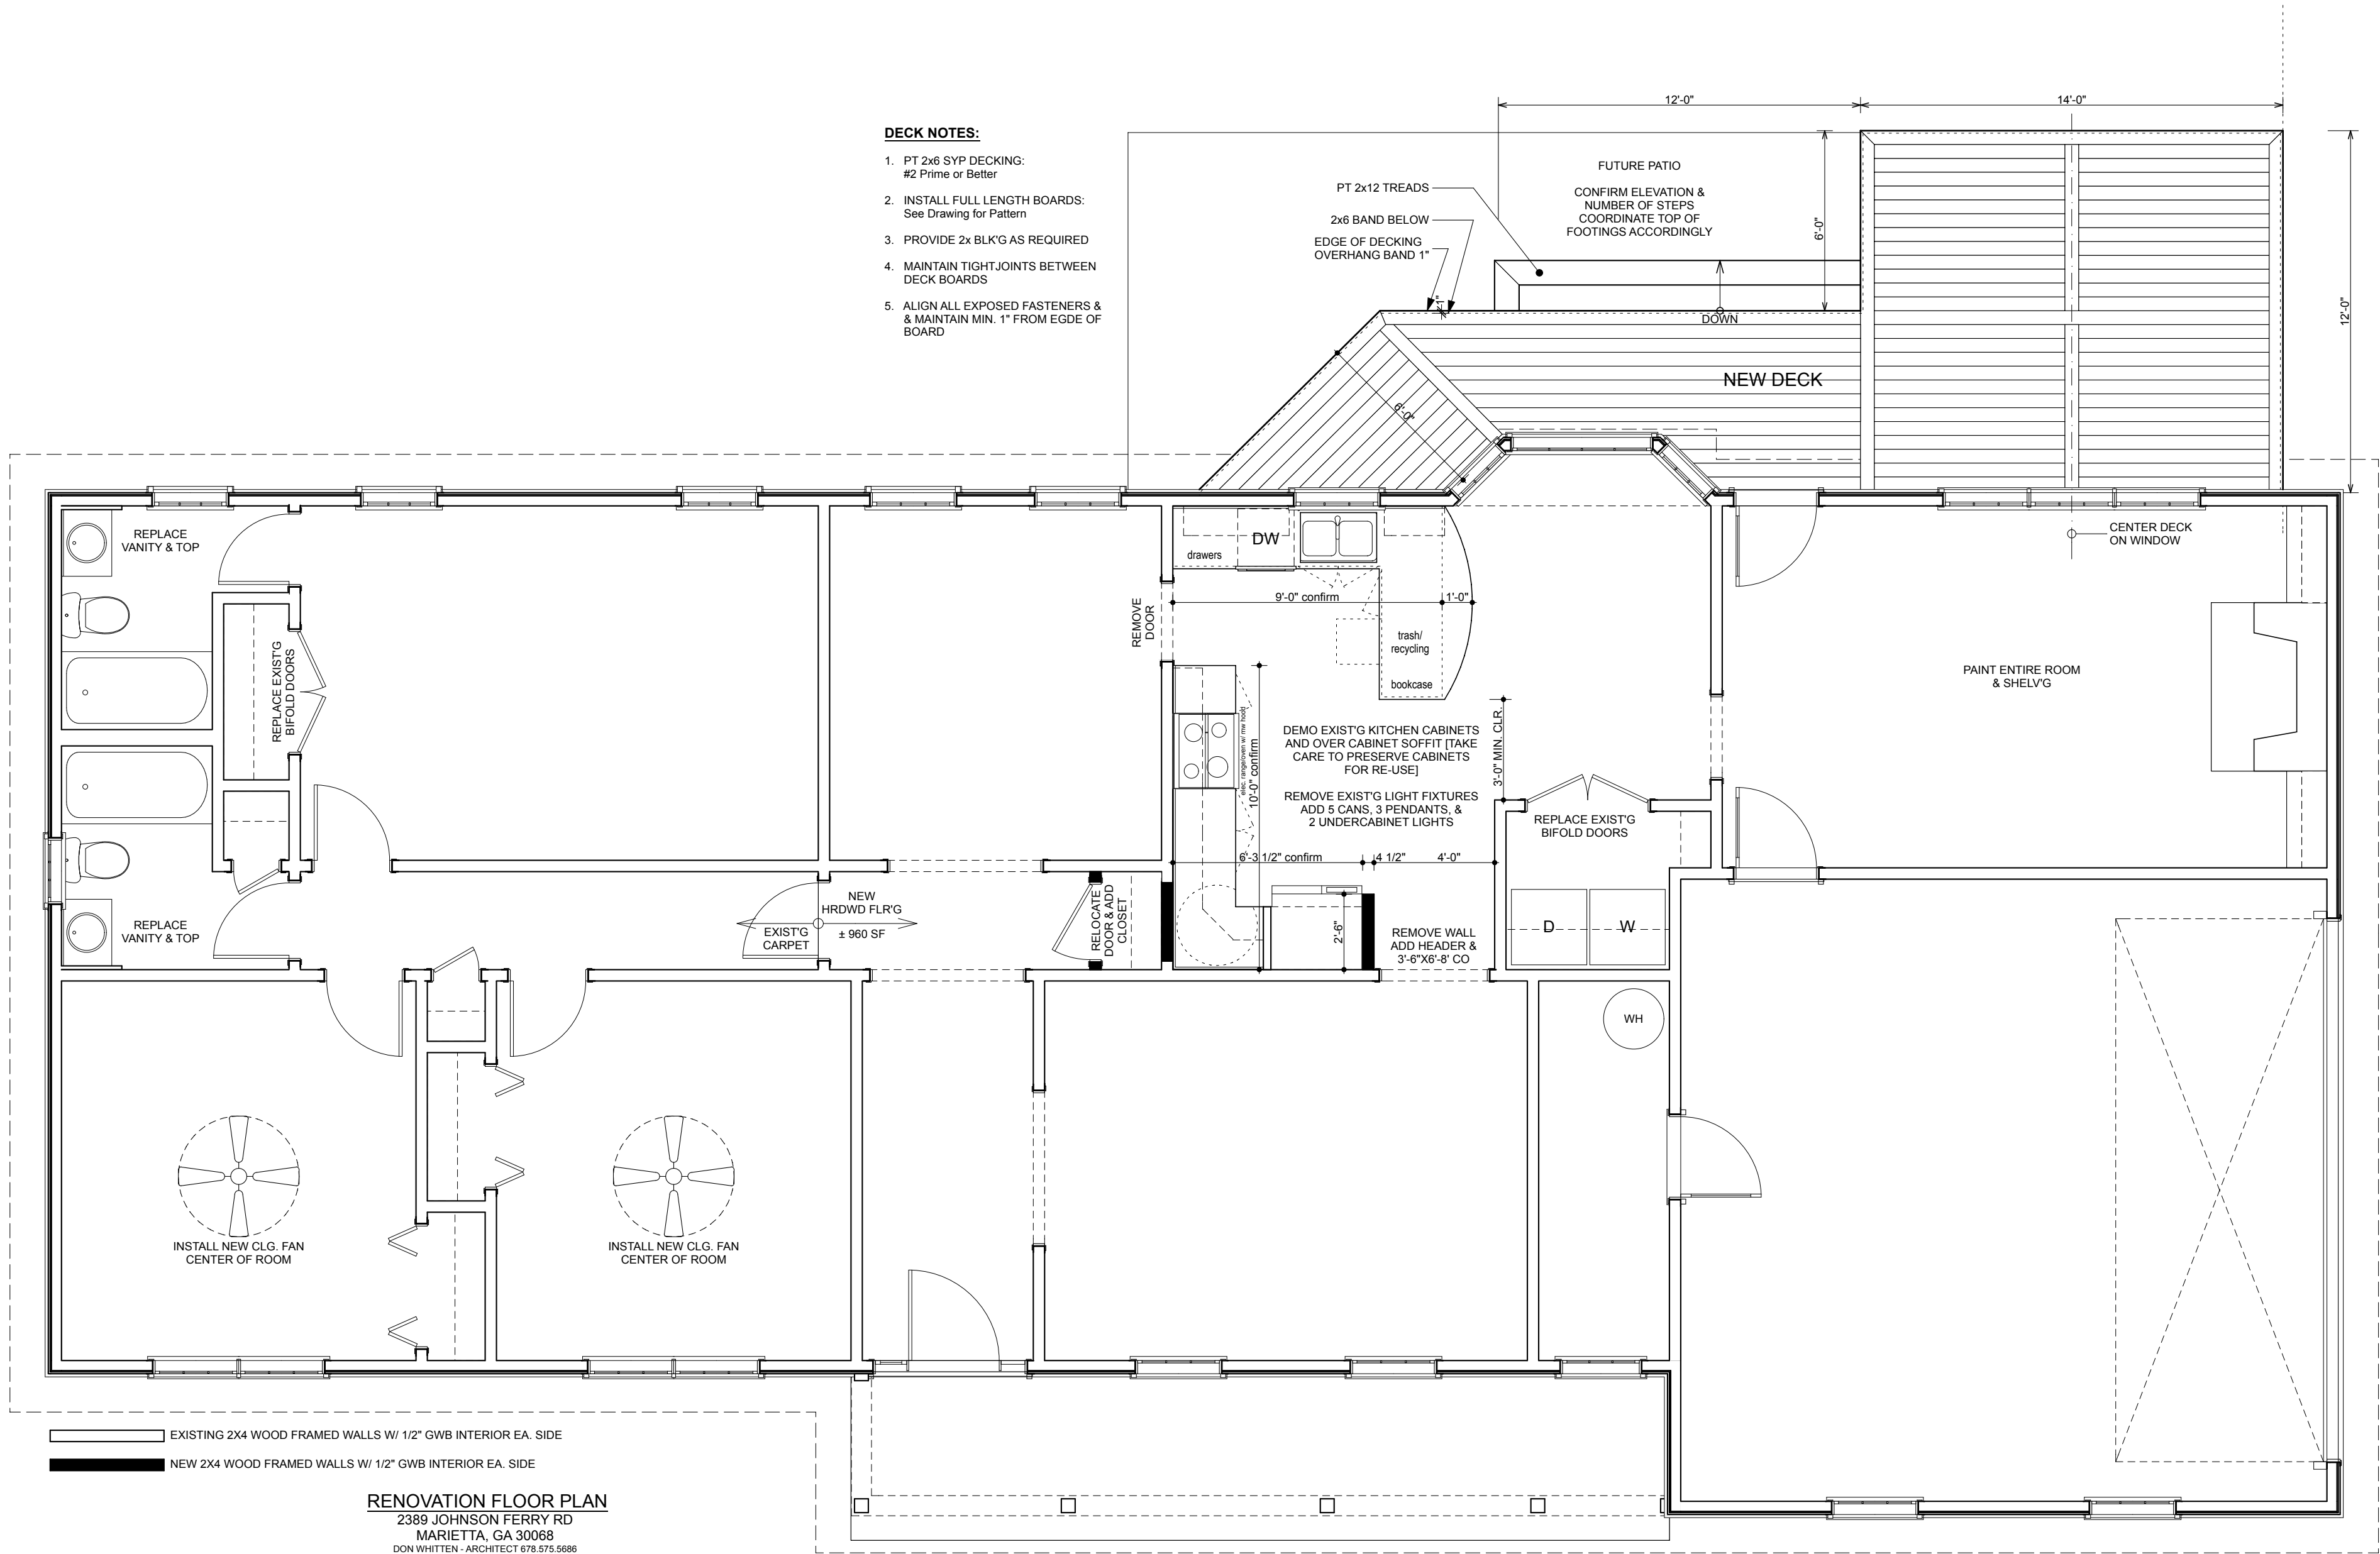 12'-0"
14'-0"
DECK NOTES:
1. PT 2x6 SYP DECKING:
#2 Prime or Better
2. INSTALL FULL LENGTH BOARDS:
See Drawing for Pattern
3. PROVIDE 2x BLK'G AS REQUIRED
4. MAINTAIN TIGHTJOINTS BETWEEN
DECK BOARDS
5. ALIGN ALL EXPOSED FASTENERS &
& MAINTAIN MIN. 1" FROM EGDE OF
BOARD
PT 2x12 TREADS
2x6 BAND BELOW
EDGE OF DECKING
OVERHANG BAND 1"
FUTURE PATIO
CONFIRM ELEVATION &
NUMBER OF STEPS
COORDINATE TOP OF
FOOTINGS ACCORDINGLY
6'-0"
12'-0"
1"
DOWN
NEW DECK
6'-0"
REPLACE
VANITY & TOP
REPLACE EXIST'G
BIFOLD DOORS
REMOVE
DOOR
drawers
DW
9'-0" confirm
1'-0"
trash/
recycling
bookcase
CENTER DECK
ON WINDOW
PAINT ENTIRE ROOM
& SHELV'G
elec. range/oven w/ mw hodd
10'-0" confirm
DEMO EXIST'G KITCHEN CABINETS
AND OVER CABINET SOFFIT [TAKE
CARE TO PRESERVE CABINETS
FOR RE-USE]
REMOVE EXIST'G LIGHT FIXTURES
ADD 5 CANS, 3 PENDANTS, &
2 UNDERCABINET LIGHTS
3'-0" MIN. CLR.
REPLACE EXIST'G
BIFOLD DOORS
6'-3 1/2" confirm
4 1/2"
4'-0"
REPLACE
VANITY & TOP
EXIST'G
CARPET
NEW
HRDWD FLR'G
± 960 SF
RELOCATE
DOOR & ADD
CLOSET
2'-6"
REMOVE WALL
ADD HEADER &
3'-6"X6'-8' CO
D
W
WH
INSTALL NEW CLG. FAN
CENTER OF ROOM
INSTALL NEW CLG. FAN
CENTER OF ROOM
EXISTING 2X4 WOOD FRAMED WALLS W/ 1/2" GWB INTERIOR EA. SIDE
NEW 2X4 WOOD FRAMED WALLS W/ 1/2" GWB INTERIOR EA. SIDE
RENOVATION FLOOR PLAN
2389 JOHNSON FERRY RD
MARIETTA, GA 30068
DON WHITTEN - ARCHITECT 678.575.5686